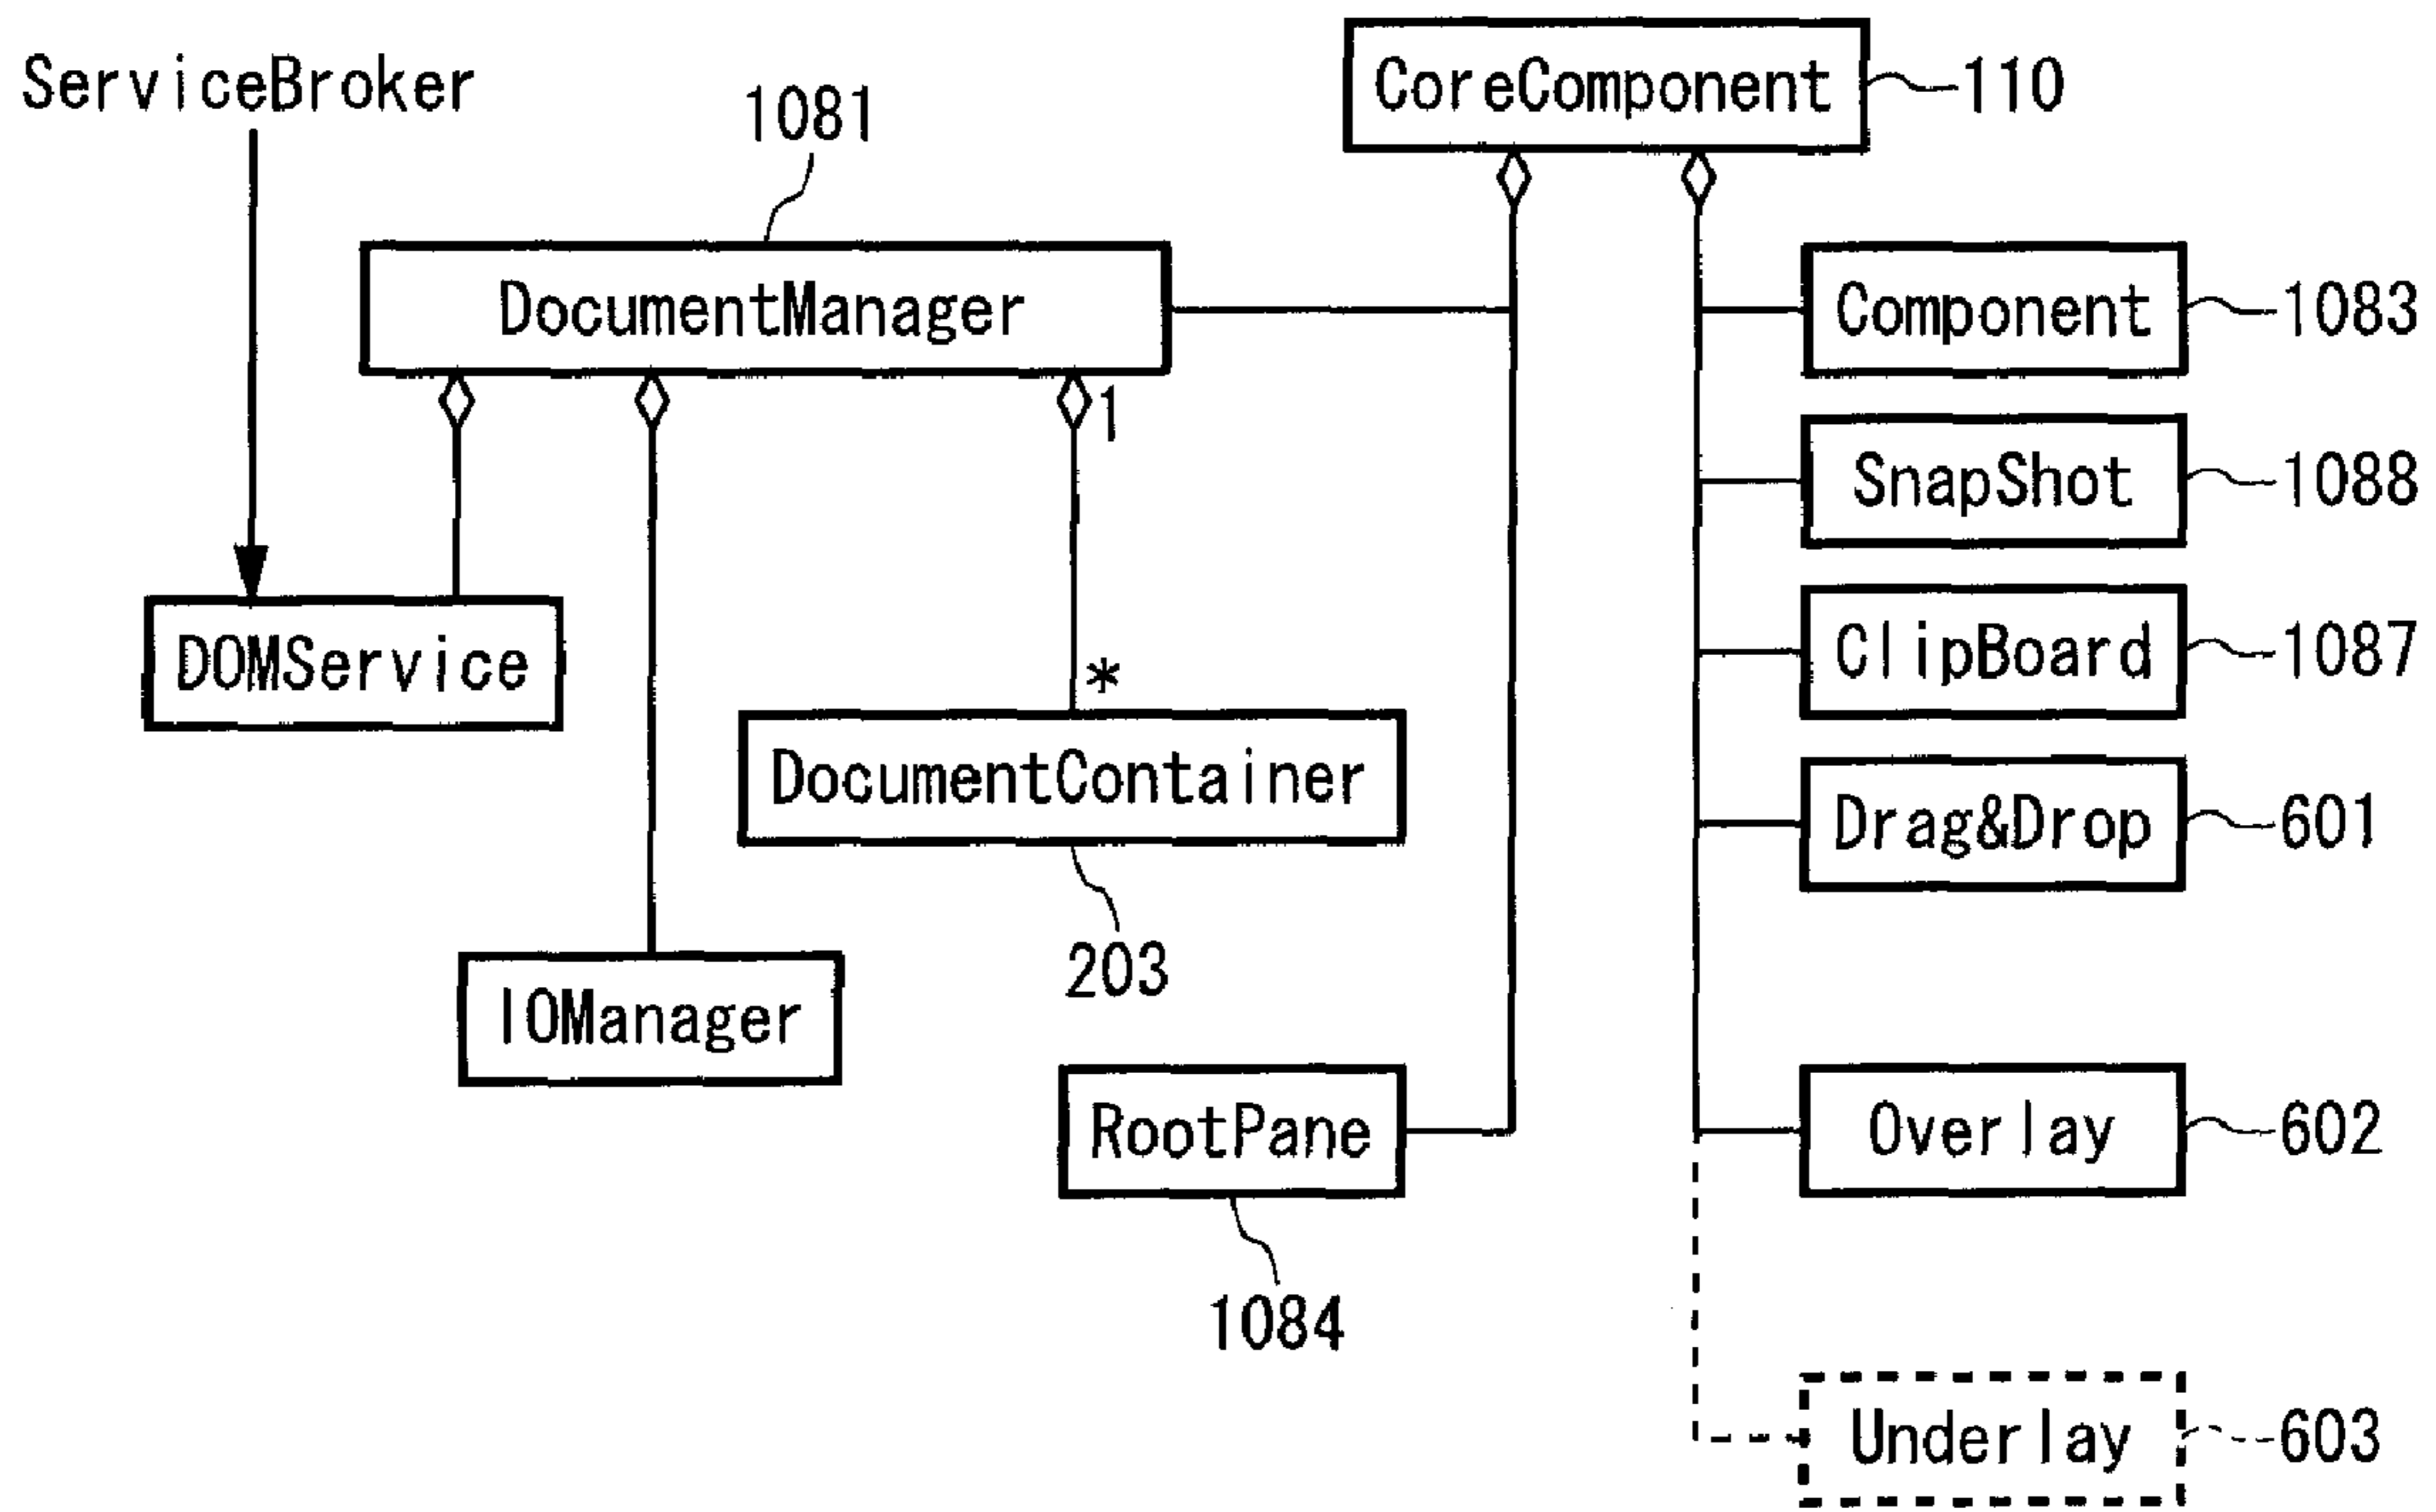 CoreComponent
110
ServiceBroker
1081
DocumentManager
Component
1083
1
SnapShot
1088
DOMService
*
ClipBoard
1087
DocumentContainer
Drag&Drop
601
203
IOManager
RootPane
Overlay
602
1084
Underlay
603